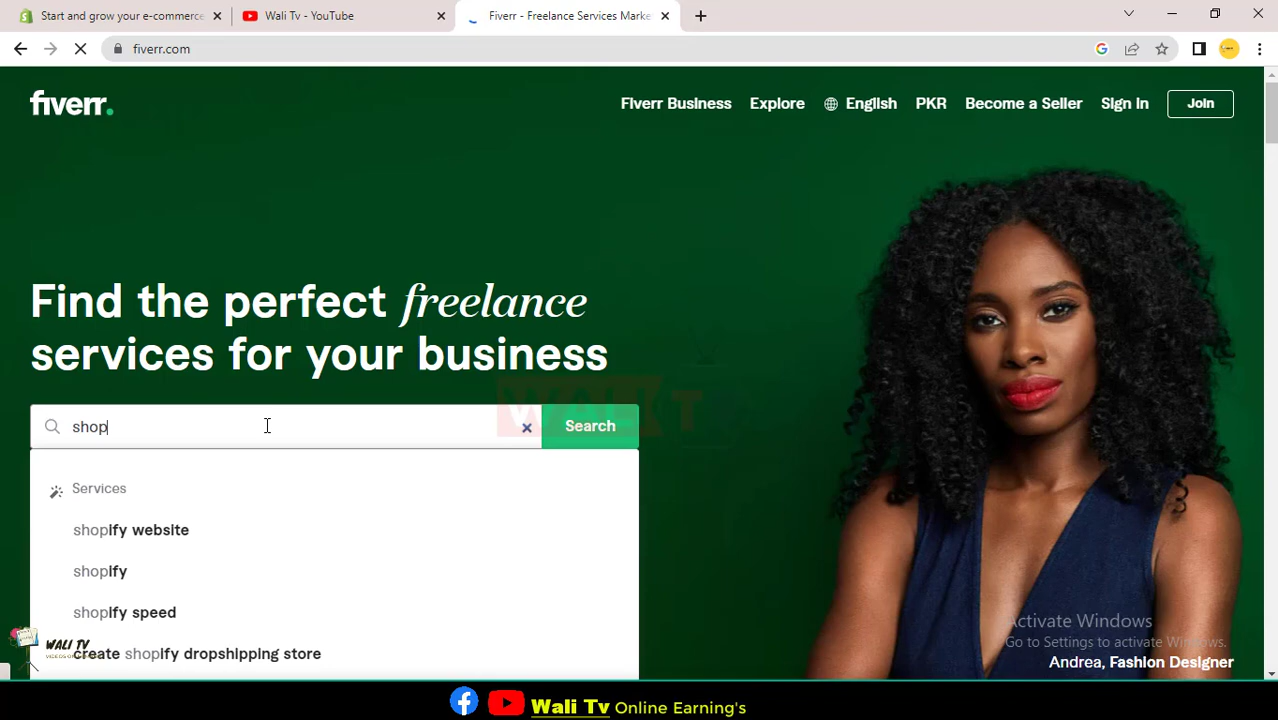 Start and grow your e-commerce
Wali Tv - YouTube
Fiverr - Freelance Services Marke
fiverr.com
fiverr.
Fiverr Business
Explore
English
PKR
Become a Seller
Sign in
Join
Find the perfect freelance
services for your business
shop
Search
Services
shopify website
shopify
shopify speed
create shopify dropshipping store
WALI TV
Activate Windows
Go to Settings to activate Windows.
Andrea, Fashion Designer
Wali Tv Online Earning's